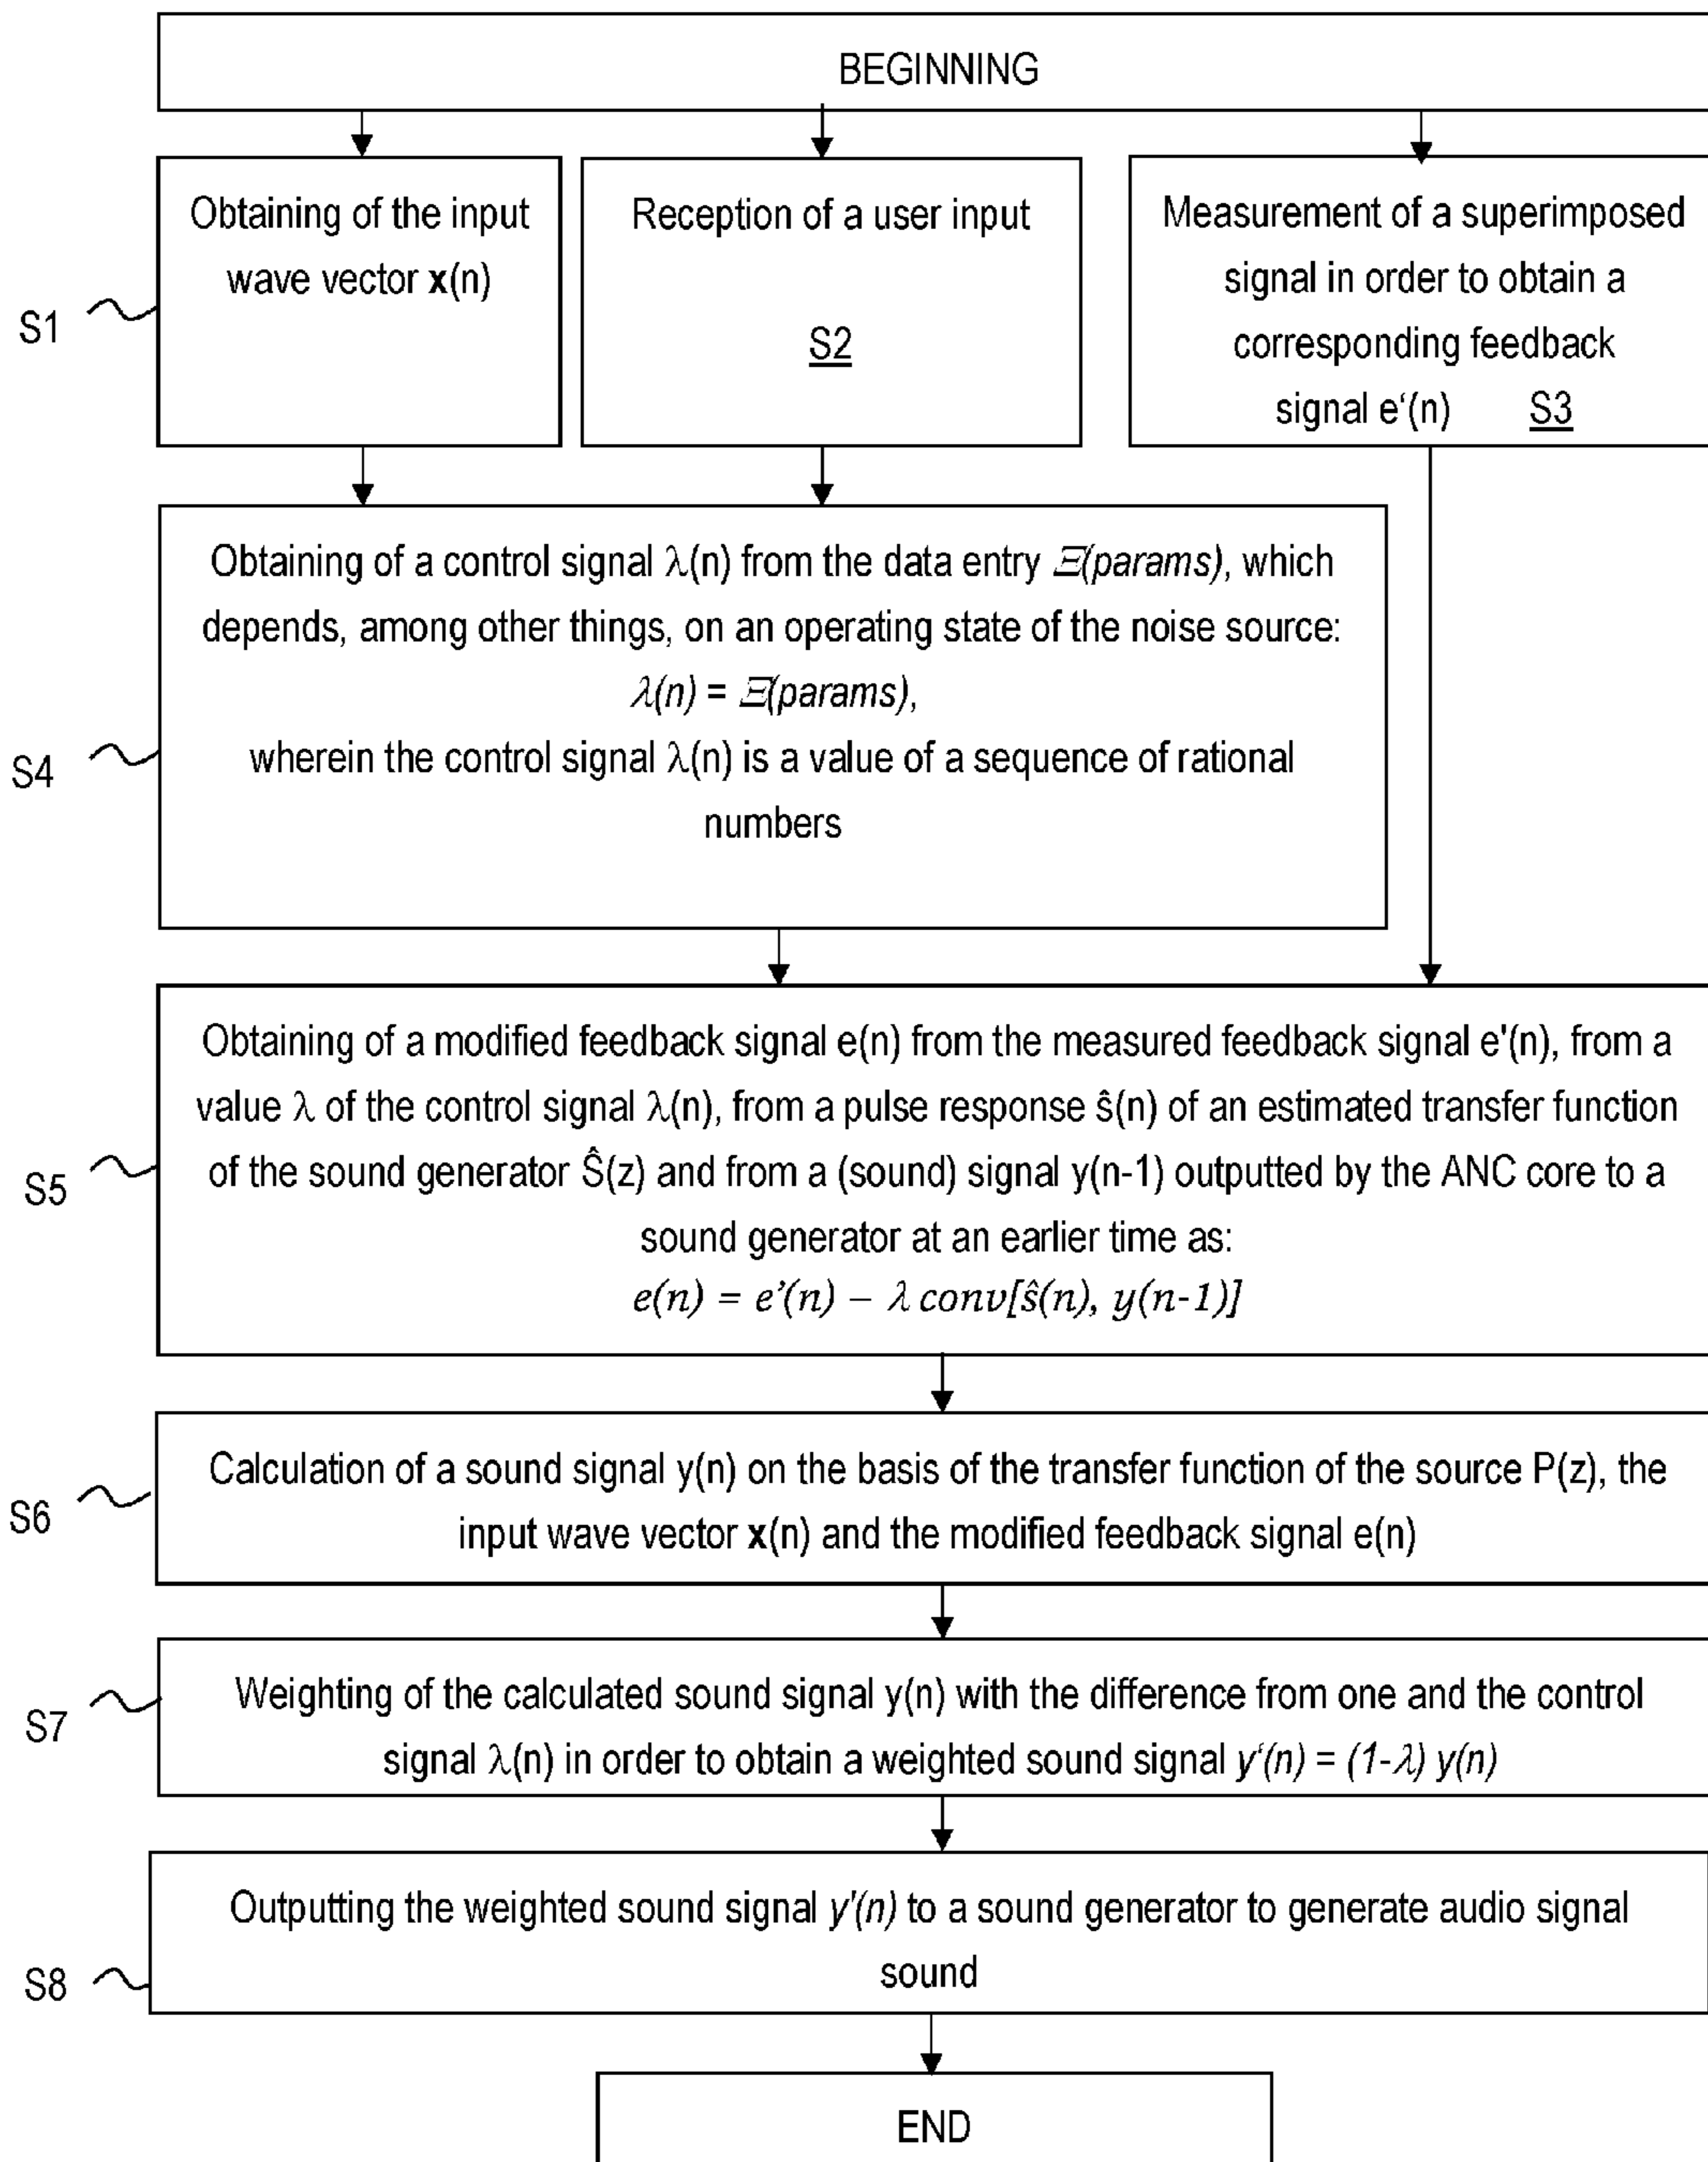 BEGINNING
Obtaining of the input
wave vector x(n)
S1
Reception of a user input
S2
Measurement of a superimposed
signal in order to obtain a
corresponding feedback
signal e‘(n) S3
Obtaining of a control signal λ(n) from the data entry Ξ(params), which
depends, among other things, on an operating state of the noise source:
λ(n) = Ξ(params),
wherein the control signal λ(n) is a value of a sequence of rational
numbers
S4
Obtaining of a modified feedback signal e(n) from the measured feedback signal e'(n), from a
value λ of the control signal λ(n), from a pulse response ŝ(n) of an estimated transfer function
of the sound generator Ŝ(z) and from a (sound) signal y(n-1) outputted by the ANC core to a
sound generator at an earlier time as:
e(n) = e’(n) – λ conv[ŝ(n), y(n-1)]
S5
Calculation of a sound signal y(n) on the basis of the transfer function of the source P(z), the
input wave vector x(n) and the modified feedback signal e(n)
S6
Weighting of the calculated sound signal y(n) with the difference from one and the control
signal λ(n) in order to obtain a weighted sound signal y‘(n) = (1-λ) y(n)
S7
Outputting the weighted sound signal y'(n) to a sound generator to generate audio signal
sound
S8
END